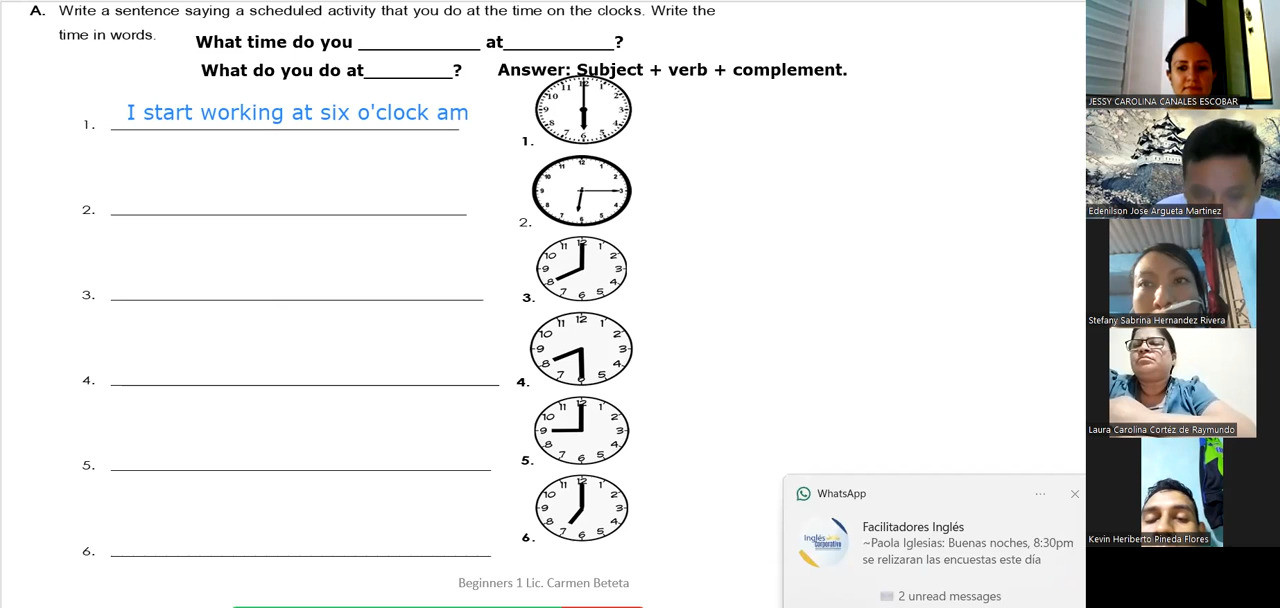 A. Write a sentence saying a scheduled activity that you do at the time on the clocks. Write the
time in words.
What time do you ____________ at___________?
What do you do at_________?
Answer: Subject + verb + complement.
1. I start working at six o'clock am
1.
2.
2.
3.
3.
4.
4.
5.
5.
6.
6.
Beginners 1 Lic. Carmen Beteta
JESSY CAROLINA CANALES ESCOBAR
Edenilson Jose Argueta Martinez
Stefany Sabrina Hernandez Rivera
Laura Carolina Cortéz de Raymundo
Kevin Heriberto Pineda Flores
WhatsApp
Facilitadores Inglés
~Paola Iglesias: Buenas noches, 8:30pm
se relizaran las encuestas este día
2 unread messages
Inglés
Corporativo